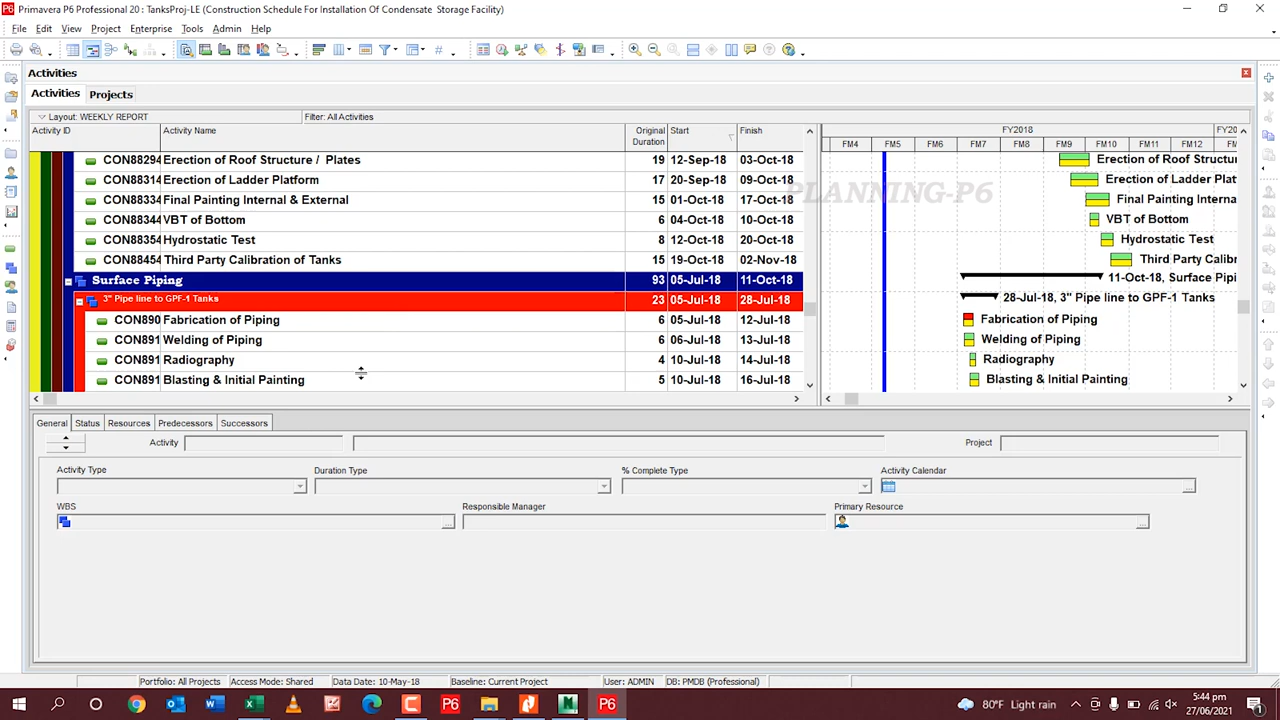 Primavera P6 Professional 20 : TanksProj-LE (Construction Schedule For Installation Of Condensate Storage Facility)
File Edit View Project Enterprise Tools Admin Help
Activities
Activities Projects
Layout: WEEKLY REPORT Filter: All Activities
Activity ID Activity Name Original Duration Start Finish
FY2018 FY20
FM4 FM5 FM6 FM7 FM8 FM9 FM10 FM11 FM12 FM
CON88294 Erection of Roof Structure / Plates 19 12-Sep-18 03-Oct-18 Erection of Roof Structur
CON88314 Erection of Ladder Platform 17 20-Sep-18 09-Oct-18 Erection of Ladder Plat
PLANNING-P6
CON88334 Final Painting Internal & External 15 01-Oct-18 17-Oct-18 Final Painting Interna
CON88344 VBT of Bottom 6 04-Oct-18 10-Oct-18 VBT of Bottom
CON88354 Hydrostatic Test 8 12-Oct-18 20-Oct-18 Hydrostatic Test
CON88454 Third Party Calibration of Tanks 15 19-Oct-18 02-Nov-18 Third Party Calibr
Surface Piping 93 05-Jul-18 11-Oct-18 11-Oct-18, Surface Pipi
3" Pipe line to GPF-1 Tanks 23 05-Jul-18 28-Jul-18 28-Jul-18, 3" Pipe line to GPF-1 Tanks
CON890 Fabrication of Piping 6 05-Jul-18 12-Jul-18 Fabrication of Piping
CON891 Welding of Piping 6 06-Jul-18 13-Jul-18 Welding of Piping
CON891 Radiography 4 10-Jul-18 14-Jul-18 Radiography
CON891 Blasting & Initial Painting 5 10-Jul-18 16-Jul-18 Blasting & Initial Painting
General Status Resources Predecessors Successors
Activity Project
Activity Type Duration Type % Complete Type Activity Calendar
WBS Responsible Manager Primary Resource
Portfolio: All Projects Access Mode: Shared Data Date: 10-May-18 Baseline: Current Project User: ADMIN DB: PMDB (Professional)
80°F Light rain
5:44 pm
27/06/2021